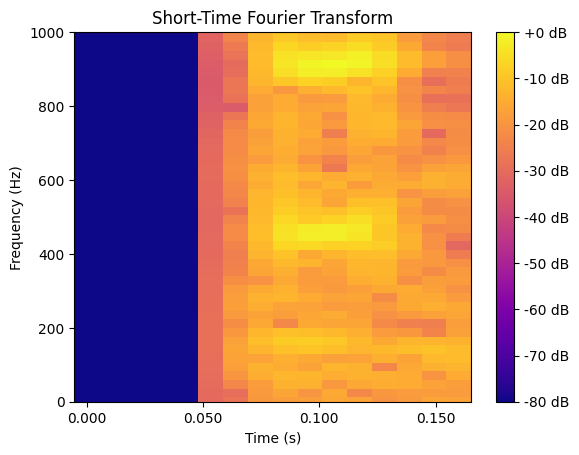 Short-Time Fourier Transform
1000
800
600
400
200
0
Frequency (Hz)
0.000
0.050
0.100
0.150
Time (s)
+0 dB
-10 dB
-20 dB
-30 dB
-40 dB
-50 dB
-60 dB
-70 dB
-80 dB